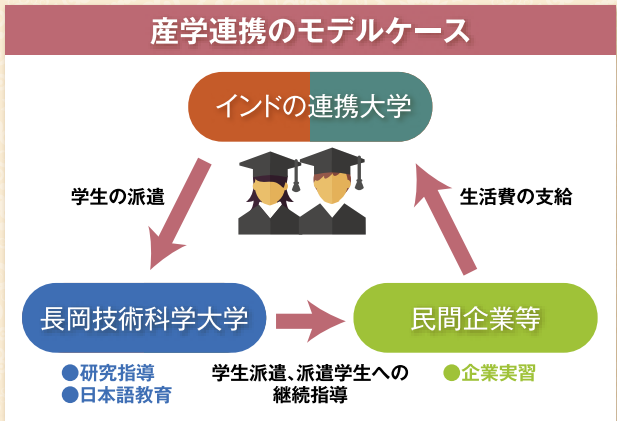 産学連携のモデルケース
インドの連携大学
学生の派遣
生活費の支給
長岡技術科学大学
民間企業等
●研究指導
●日本語教育
学生派遣、派遣学生への
継続指導
●企業実習